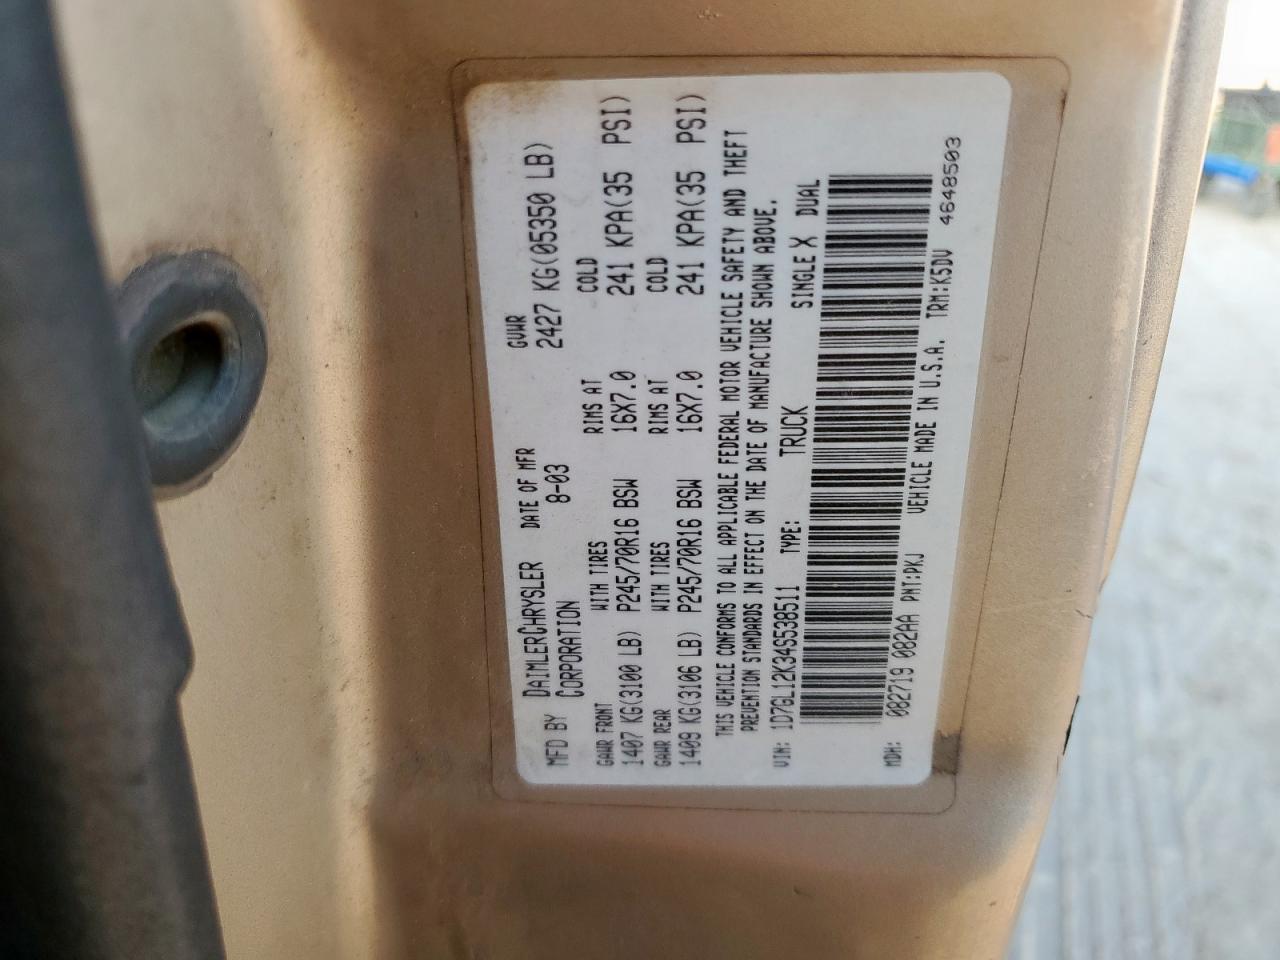 MFD BY DAIMLERCHRYSLER CORPORATION DATE OF MFR 8-03 GVWR 2427 KG(05350 LB)
GAWR FRONT WITH TIRES RIMS AT COLD
1407 KG(3100 LB) P245/70R16 BSW 16X7.0 241 KPA(35 PSI)
GAWR REAR WITH TIRES RIMS AT COLD
1409 KG(3106 LB) P245/70R16 BSW 16X7.0 241 KPA(35 PSI)
THIS VEHICLE CONFORMS TO ALL APPLICABLE FEDERAL MOTOR VEHICLE SAFETY AND THEFT
PREVENTION STANDARDS IN EFFECT ON THE DATE OF MANUFACTURE SHOWN ABOVE.
VIN: 1D7GL12K34S538511 TYPE: TRUCK SINGLE X DUAL
MDH: 082719 082AA PNT:PKJ VEHICLE MADE IN U.S.A. TRM:K5DV 4648503